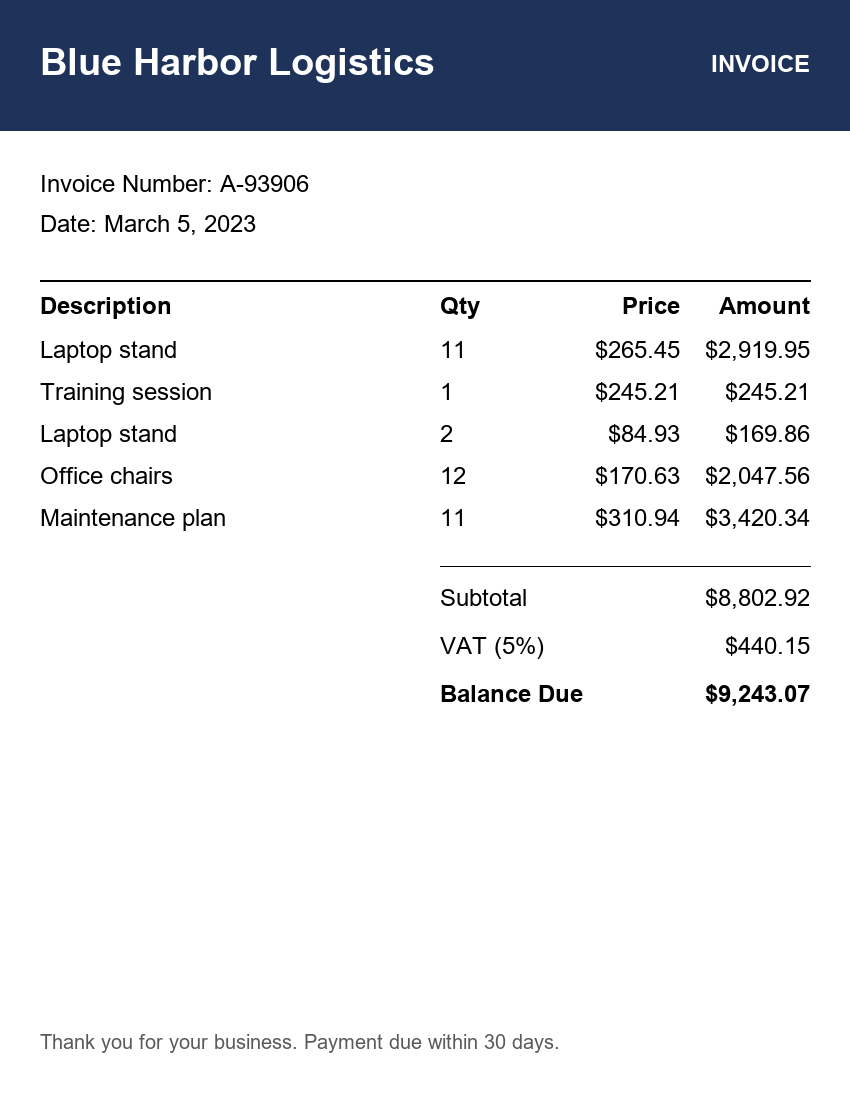 Blue Harbor Logistics INVOICE
Invoice Number: A-93906
Date: March 5, 2023
Description Qty Price Amount
Laptop stand 11 $265.45 $2,919.95
Training session 1 $245.21 $245.21
Laptop stand 2 $84.93 $169.86
Office chairs 12 $170.63 $2,047.56
Maintenance plan 11 $310.94 $3,420.34
Subtotal $8,802.92
VAT (5%) $440.15
Balance Due $9,243.07
Thank you for your business. Payment due within 30 days.